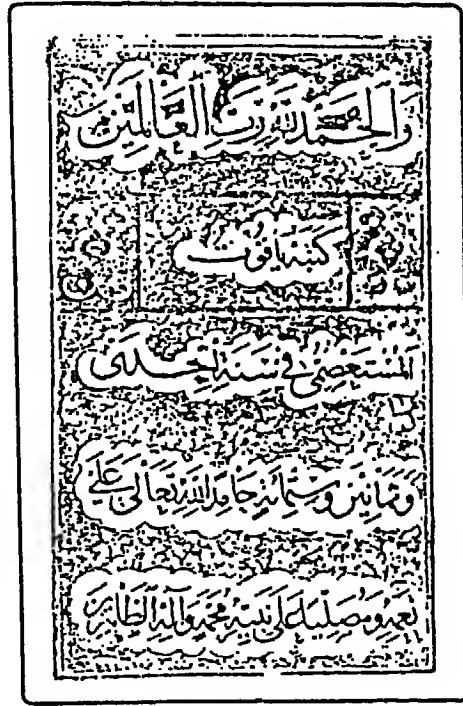 والحمد لله رب العالمين
كتبه ياقوت
المستعصمي في سنة إحدى
وثمانين وستمائة حامدا لله تعالى على
نعمه ومصليا على نبيه محمد وآله الطاهرين